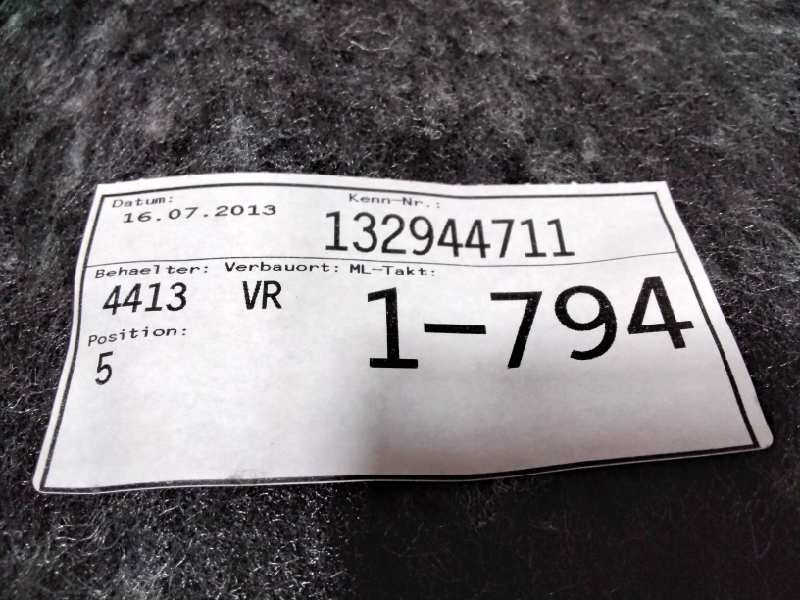 Datum: Kenn-Nr.:
16.07.2013 132944711
Behaelter: Verbauort: ML-Takt:
4413 VR 1-794
Position:
5